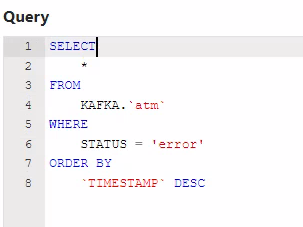 Query
1 SELECT
2 *
3 FROM
4 KAFKA.`atm`
5 WHERE
6 STATUS = 'error'
7 ORDER BY
8 `TIMESTAMP` DESC